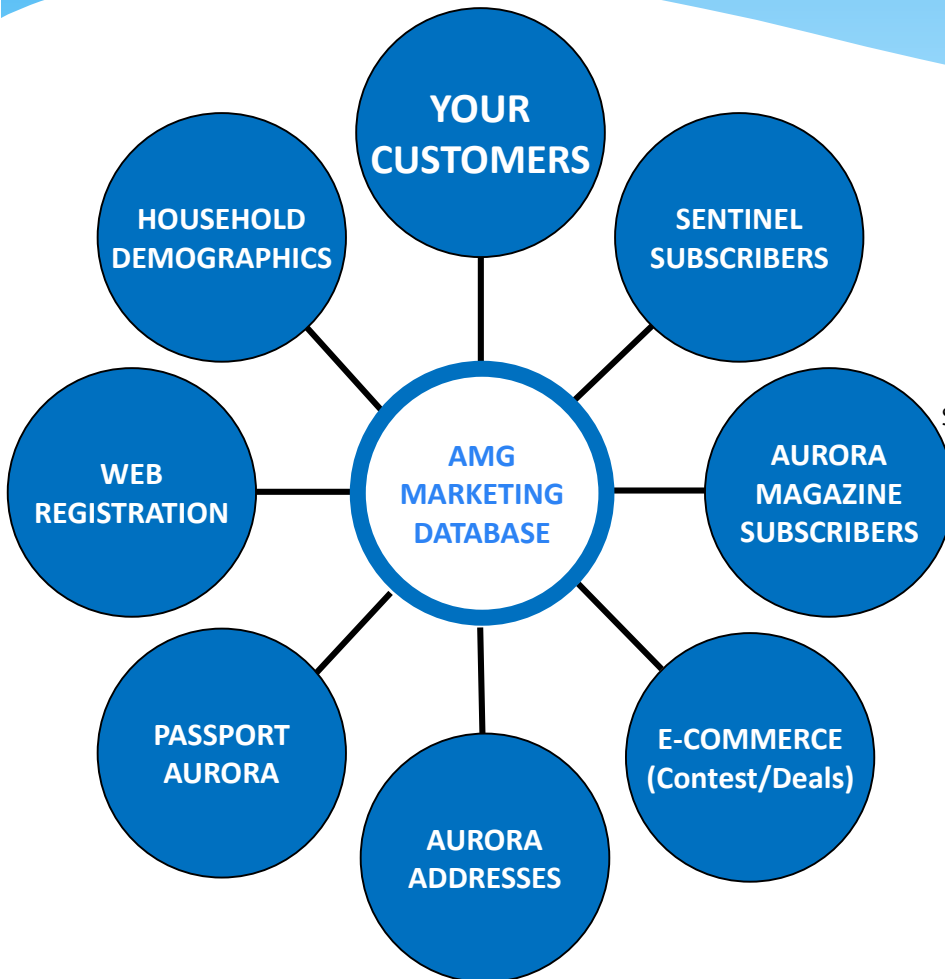 YOUR
CUSTOMERS
HOUSEHOLD
DEMOGRAPHICS
SENTINEL
SUBSCRIBERS
WEB
REGISTRATION
AMG
MARKETING
DATABASE
AURORA
MAGAZINE
SUBSCRIBERS
PASSPORT
AURORA
E-COMMERCE
(Contest/Deals)
AURORA
ADDRESSES